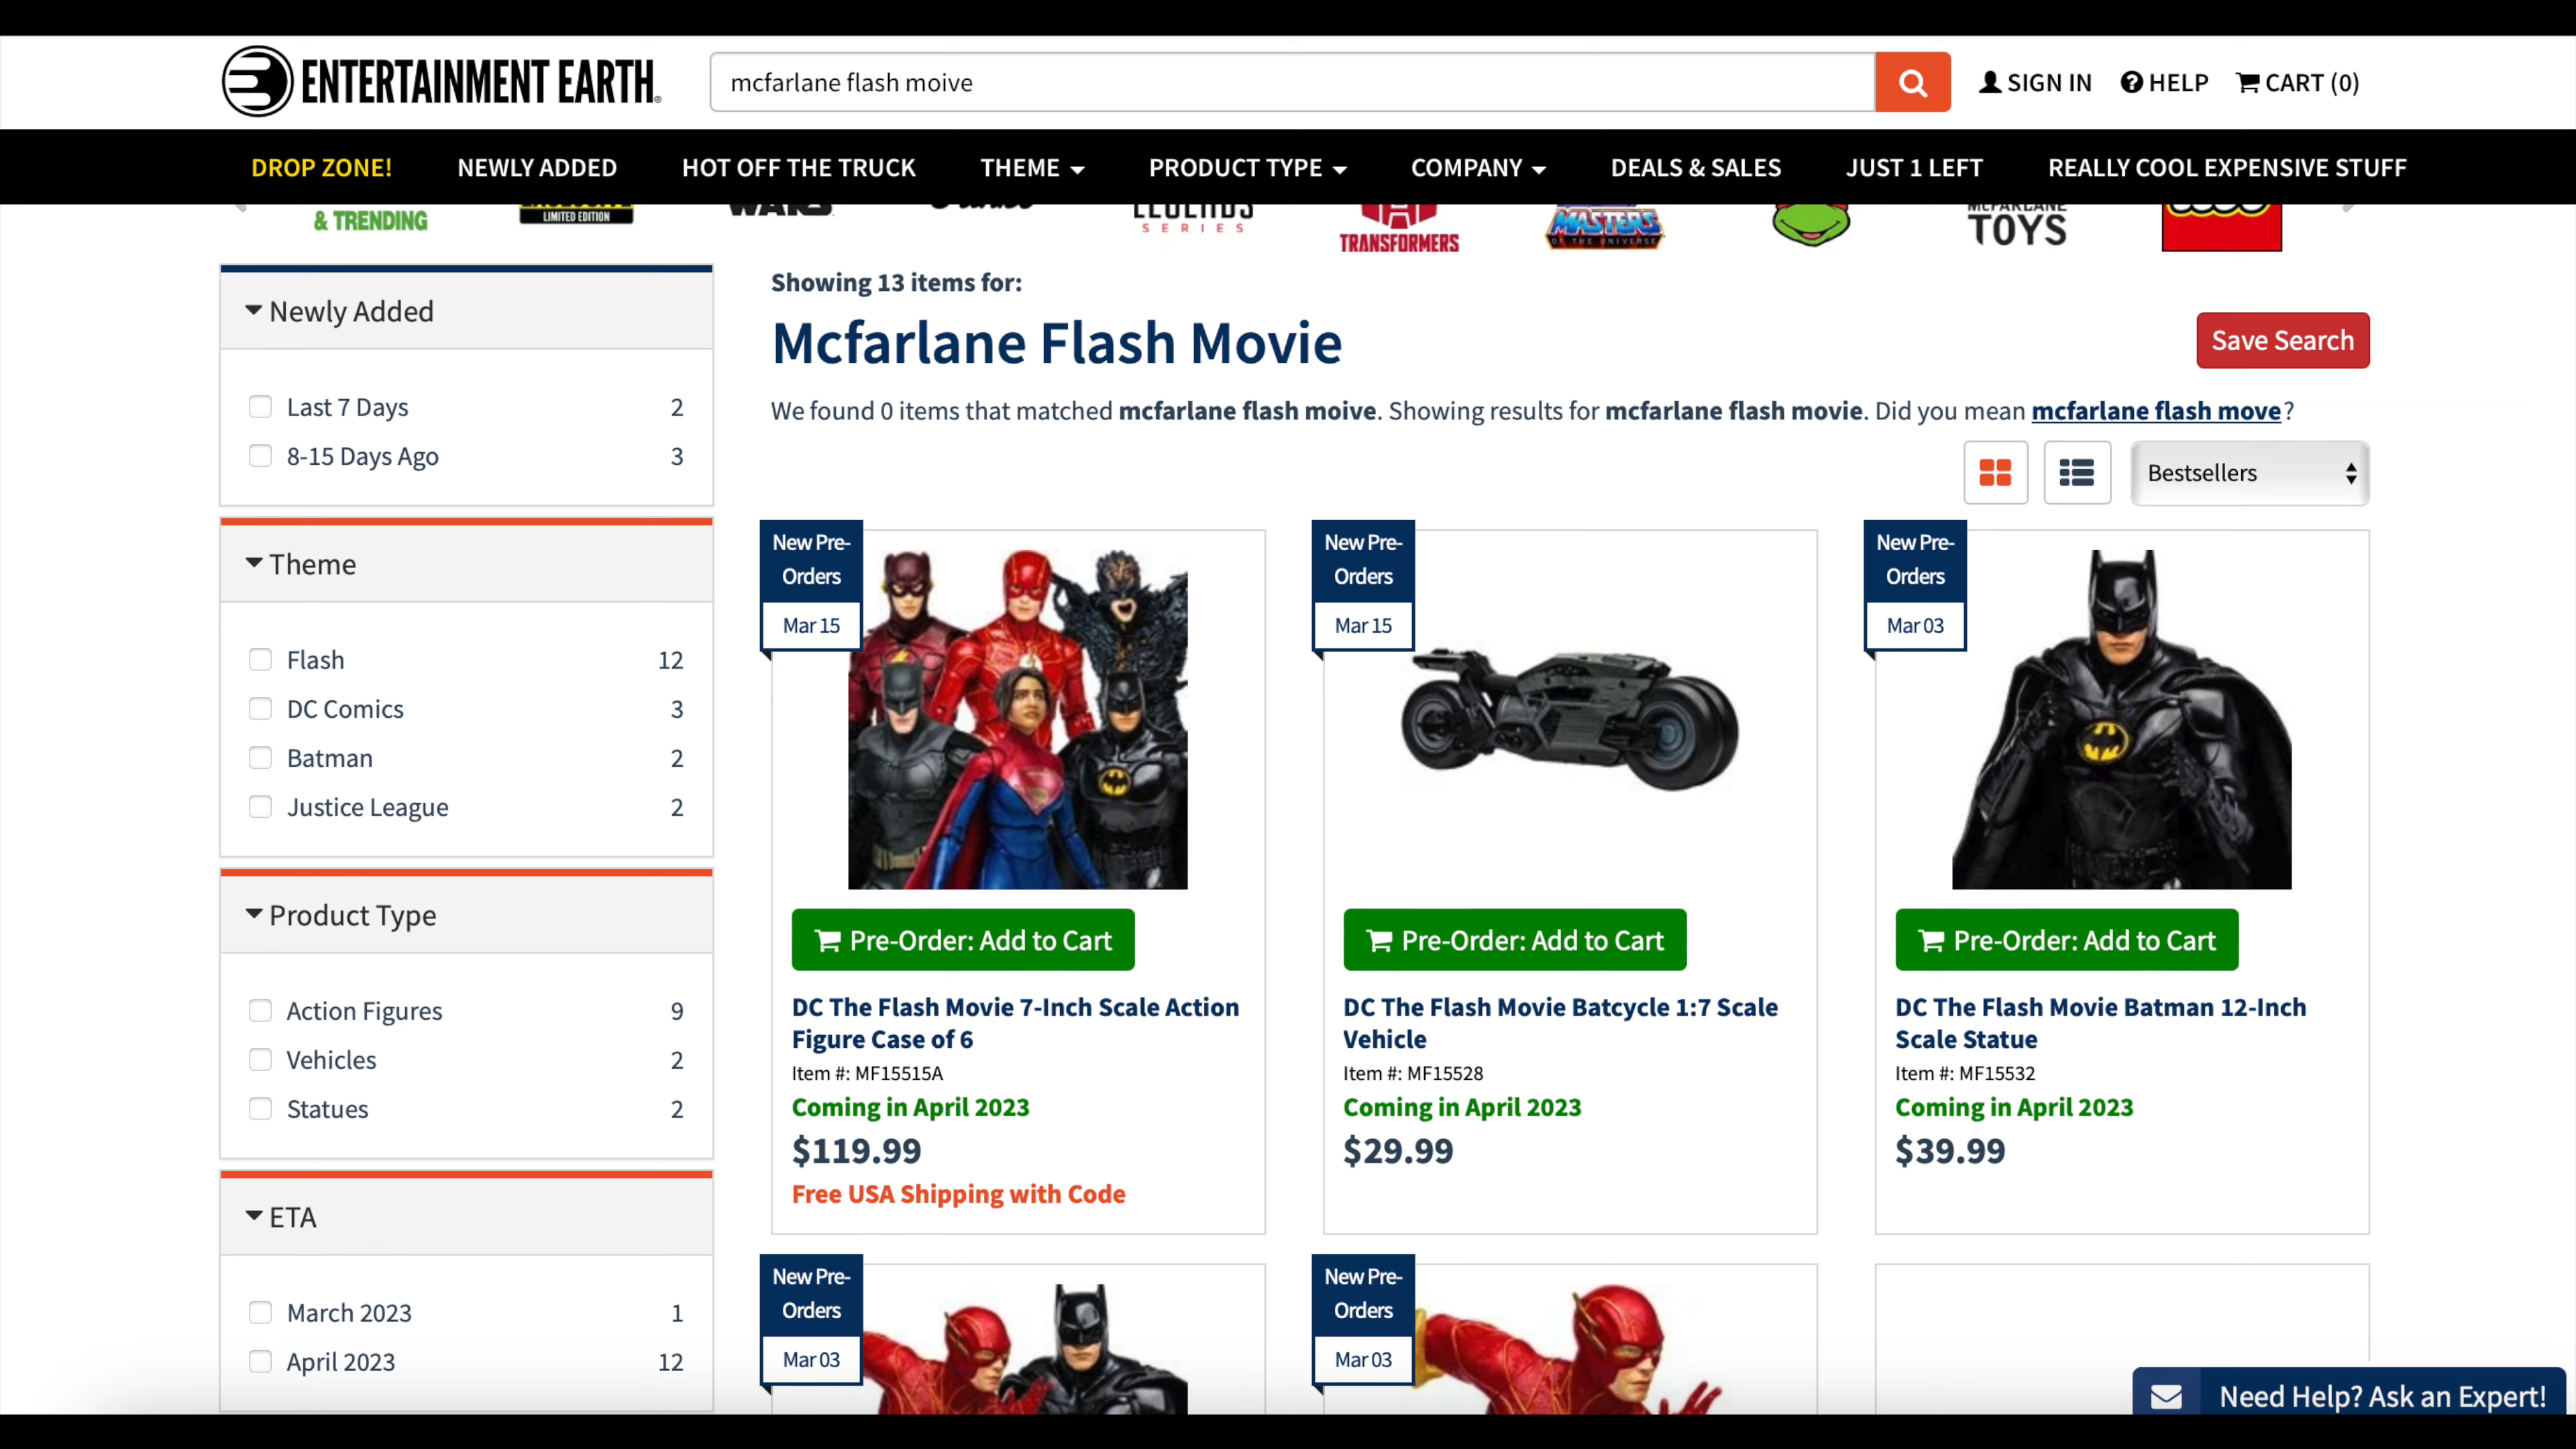 ENTERTAINMENT EARTH®
mcfarlane flash moive
SIGN IN
HELP
CART (0)
DROP ZONE!
NEWLY ADDED
HOT OFF THE TRUCK
THEME
PRODUCT TYPE
COMPANY
DEALS & SALES
JUST 1 LEFT
REALLY COOL EXPENSIVE STUFF
& TRENDING
LIMITED EDITION
WARS
LEGENDS
SERIES
TRANSFORMERS
MASTERS
OF THE UNIVERSE
MCFARLANE
TOYS
Newly Added
Last 7 Days 2
8-15 Days Ago 3
Theme
Flash 12
DC Comics 3
Batman 2
Justice League 2
Product Type
Action Figures 9
Vehicles 2
Statues 2
ETA
March 2023 1
April 2023 12
Showing 13 items for:
Mcfarlane Flash Movie
Save Search
We found 0 items that matched mcfarlane flash moive. Showing results for mcfarlane flash movie. Did you mean mcfarlane flash move?
Bestsellers
New Pre-
Orders
Mar 15
Pre-Order: Add to Cart
DC The Flash Movie 7-Inch Scale Action
Figure Case of 6
Item #: MF15515A
Coming in April 2023
$119.99
Free USA Shipping with Code
New Pre-
Orders
Mar 15
Pre-Order: Add to Cart
DC The Flash Movie Batcycle 1:7 Scale
Vehicle
Item #: MF15528
Coming in April 2023
$29.99
New Pre-
Orders
Mar 03
Pre-Order: Add to Cart
DC The Flash Movie Batman 12-Inch
Scale Statue
Item #: MF15532
Coming in April 2023
$39.99
New Pre-
Orders
Mar 03
New Pre-
Orders
Mar 03
Need Help? Ask an Expert!